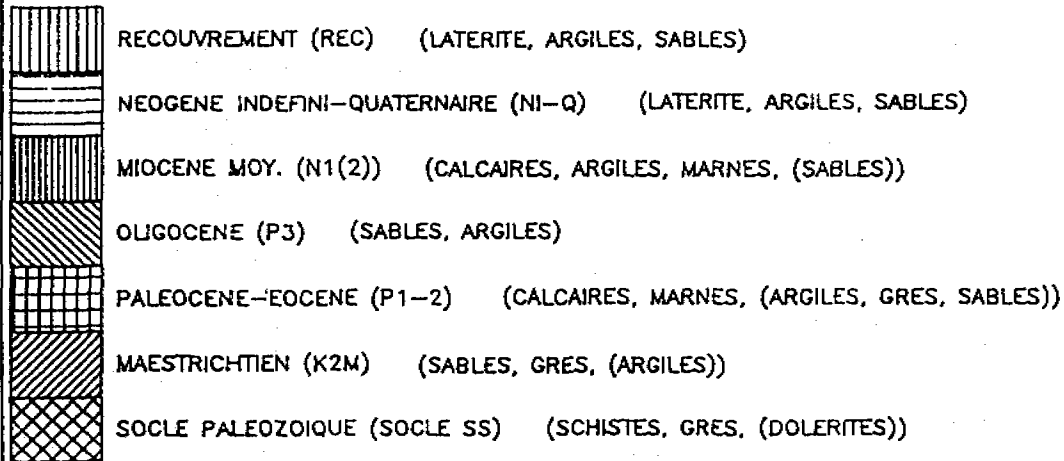 RECOUVREMENT (REC) (LATERITE, ARGILES, SABLES)
NEOGENE INDEFINI-QUATERNAIRE (NI-Q) (LATERITE, ARGILES, SABLES)
MIOCENE MOY. (N1(2)) (CALCAIRES, ARGILES, MARNES, (SABLES))
OLIGOCENE (P3) (SABLES, ARGILES)
PALEOCENE-EOCENE (P1-2) (CALCAIRES, MARNES, (ARGILES, GRES, SABLES))
MAESTRICHTIEN (K2M) (SABLES, GRES, (ARGILES))
SOCLE PALEOZOIQUE (SOCLE SS) (SCHISTES, GRES, (DOLERITES))